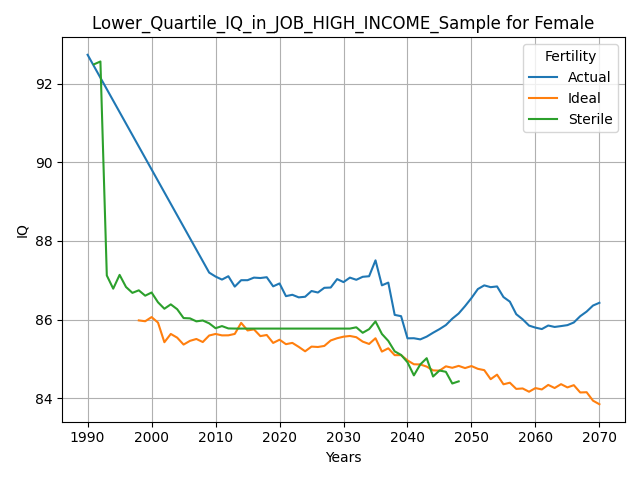 Lower_Quartile_IQ_in_JOB_HIGH_INCOME_Sample for Female
Fertility
Actual
Ideal
Sterile
IQ
92
90
88
86
84
1990 2000 2010 2020 2030 2040 2050 2060 2070
Years